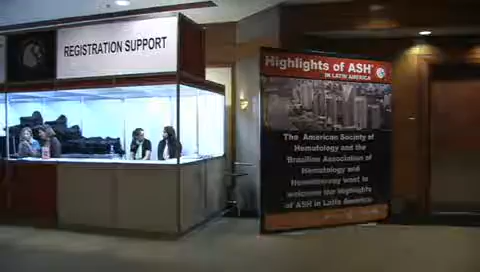 REGISTRATION SUPPORT
Highlights of ASH®
IN LATIN AMERICA
The American Society of
Hematology and the
Brazilian Association of
Hematology and
Hemotherapy want to
welcome our Highlights
of ASH in Latin America